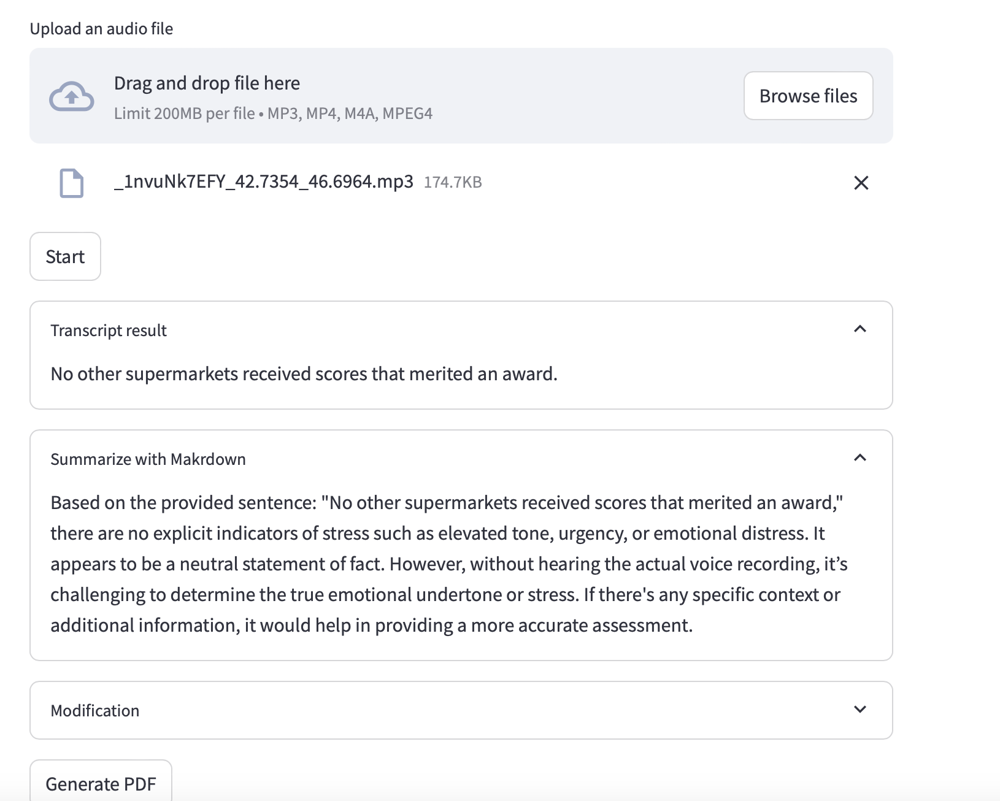 Upload an audio file
Drag and drop file here
Limit 200MB per file • MP3, MP4, M4A, MPEG4
Browse files
_1nvuNk7EFY_42.7354_46.6964.mp3 174.7KB
Start
Transcript result
No other supermarkets received scores that merited an award.
Summarize with Makrdown
Based on the provided sentence: "No other supermarkets received scores that merited an award,"
there are no explicit indicators of stress such as elevated tone, urgency, or emotional distress. It
appears to be a neutral statement of fact. However, without hearing the actual voice recording, it’s
challenging to determine the true emotional undertone or stress. If there's any specific context or
additional information, it would help in providing a more accurate assessment.
Modification
Generate PDF